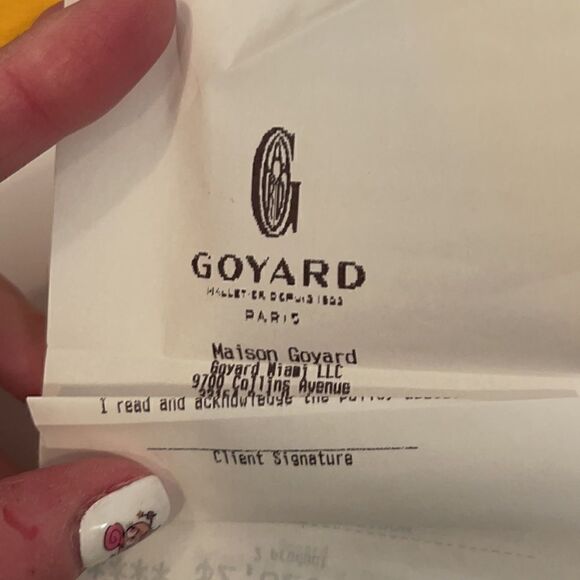 GOYARD
MALLETIER DEPUIS 1853
PARIS
Maison Goyard
Goyard Miami LLC
9700 Collins Avenue
I read and acknowledge the policy
Client Signature